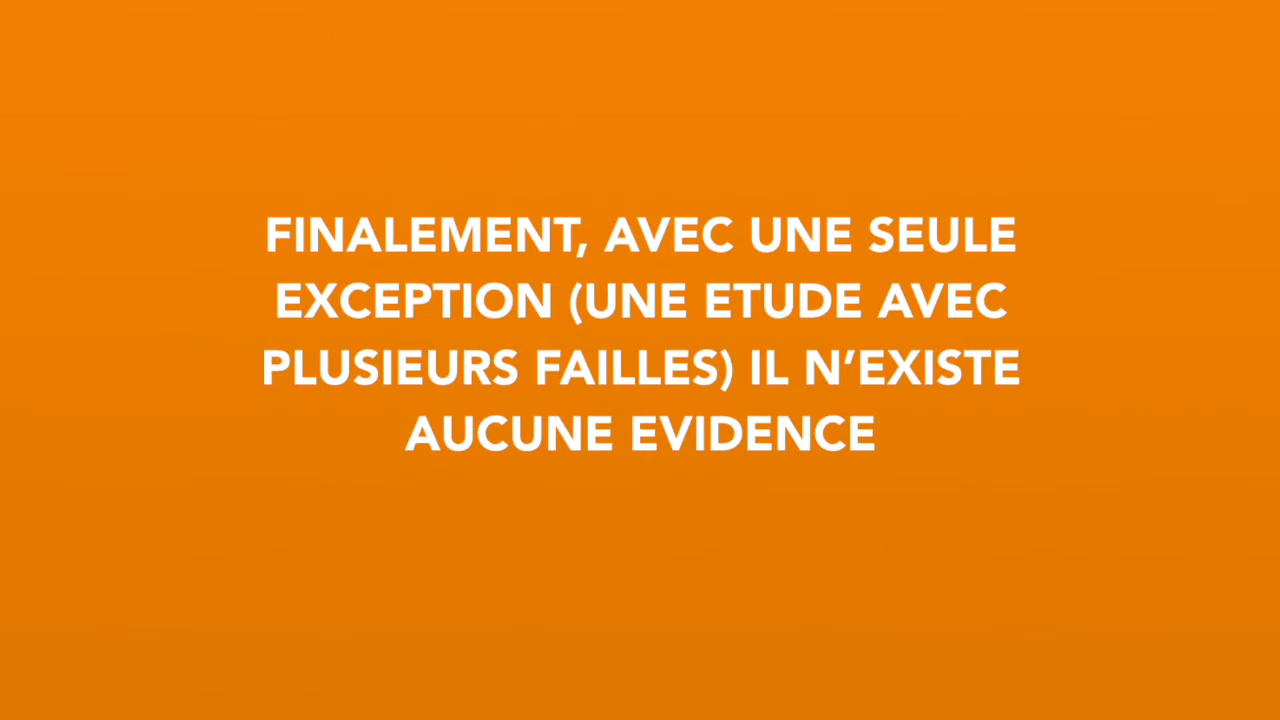 FINALEMENT, AVEC UNE SEULE
EXCEPTION (UNE ETUDE AVEC
PLUSIEURS FAILLES) IL N’EXISTE
AUCUNE EVIDENCE